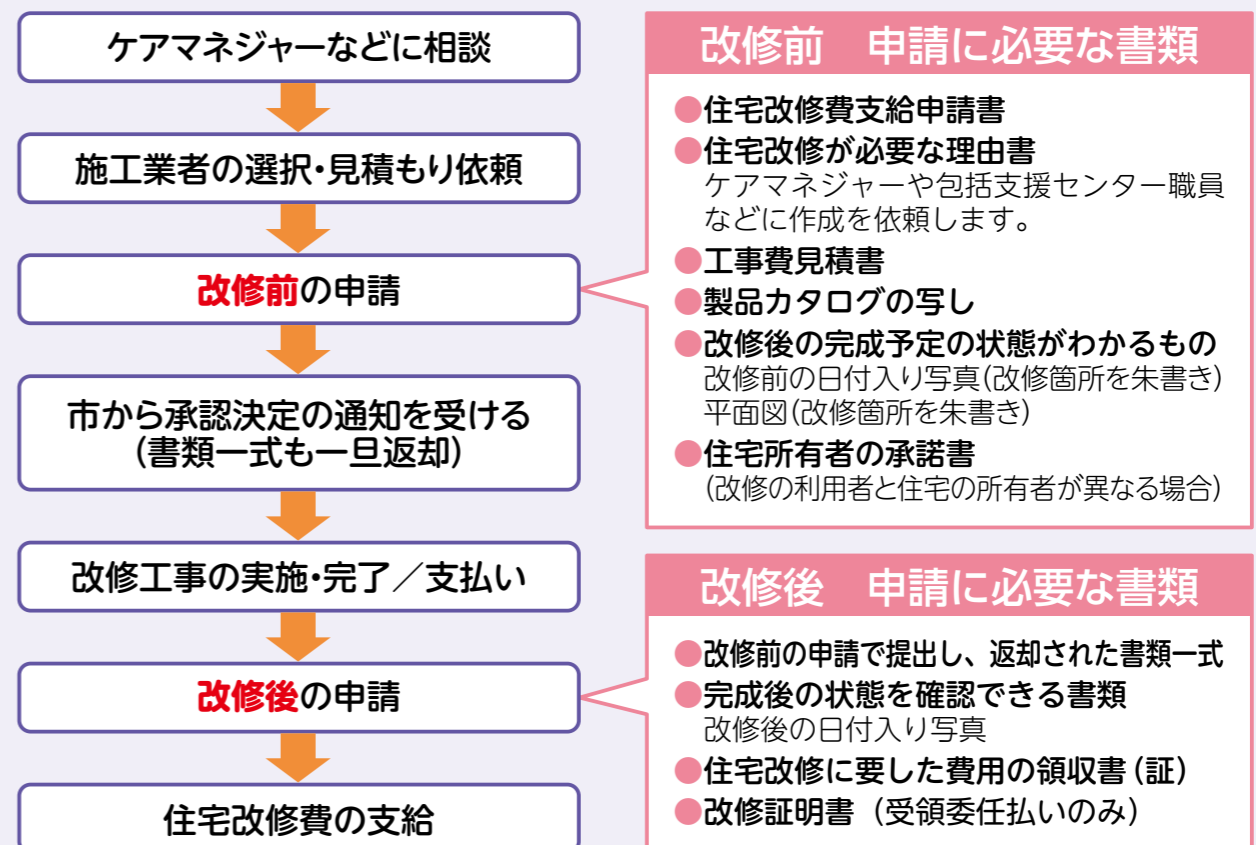 ケアマネジャーなどに相談
施工業者の選択・見積もり依頼
改修前の申請
市から承認決定の通知を受ける
(書類一式も一旦返却)
改修工事の実施・完了／支払い
改修後の申請
住宅改修費の支給
改修前　申請に必要な書類
●住宅改修費支給申請書
●住宅改修が必要な理由書
ケアマネジャーや包括支援センター職員
などに作成を依頼します。
●工事費見積書
●製品カタログの写し
●改修後の完成予定の状態がわかるもの
改修前の日付入り写真(改修箇所を朱書き)
平面図(改修箇所を朱書き)
●住宅所有者の承諾書
(改修の利用者と住宅の所有者が異なる場合)
改修後　申請に必要な書類
●改修前の申請で提出し、返却された書類一式
●完成後の状態を確認できる書類
改修後の日付入り写真
●住宅改修に要した費用の領収書(証)
●改修証明書（受領委任払いのみ）